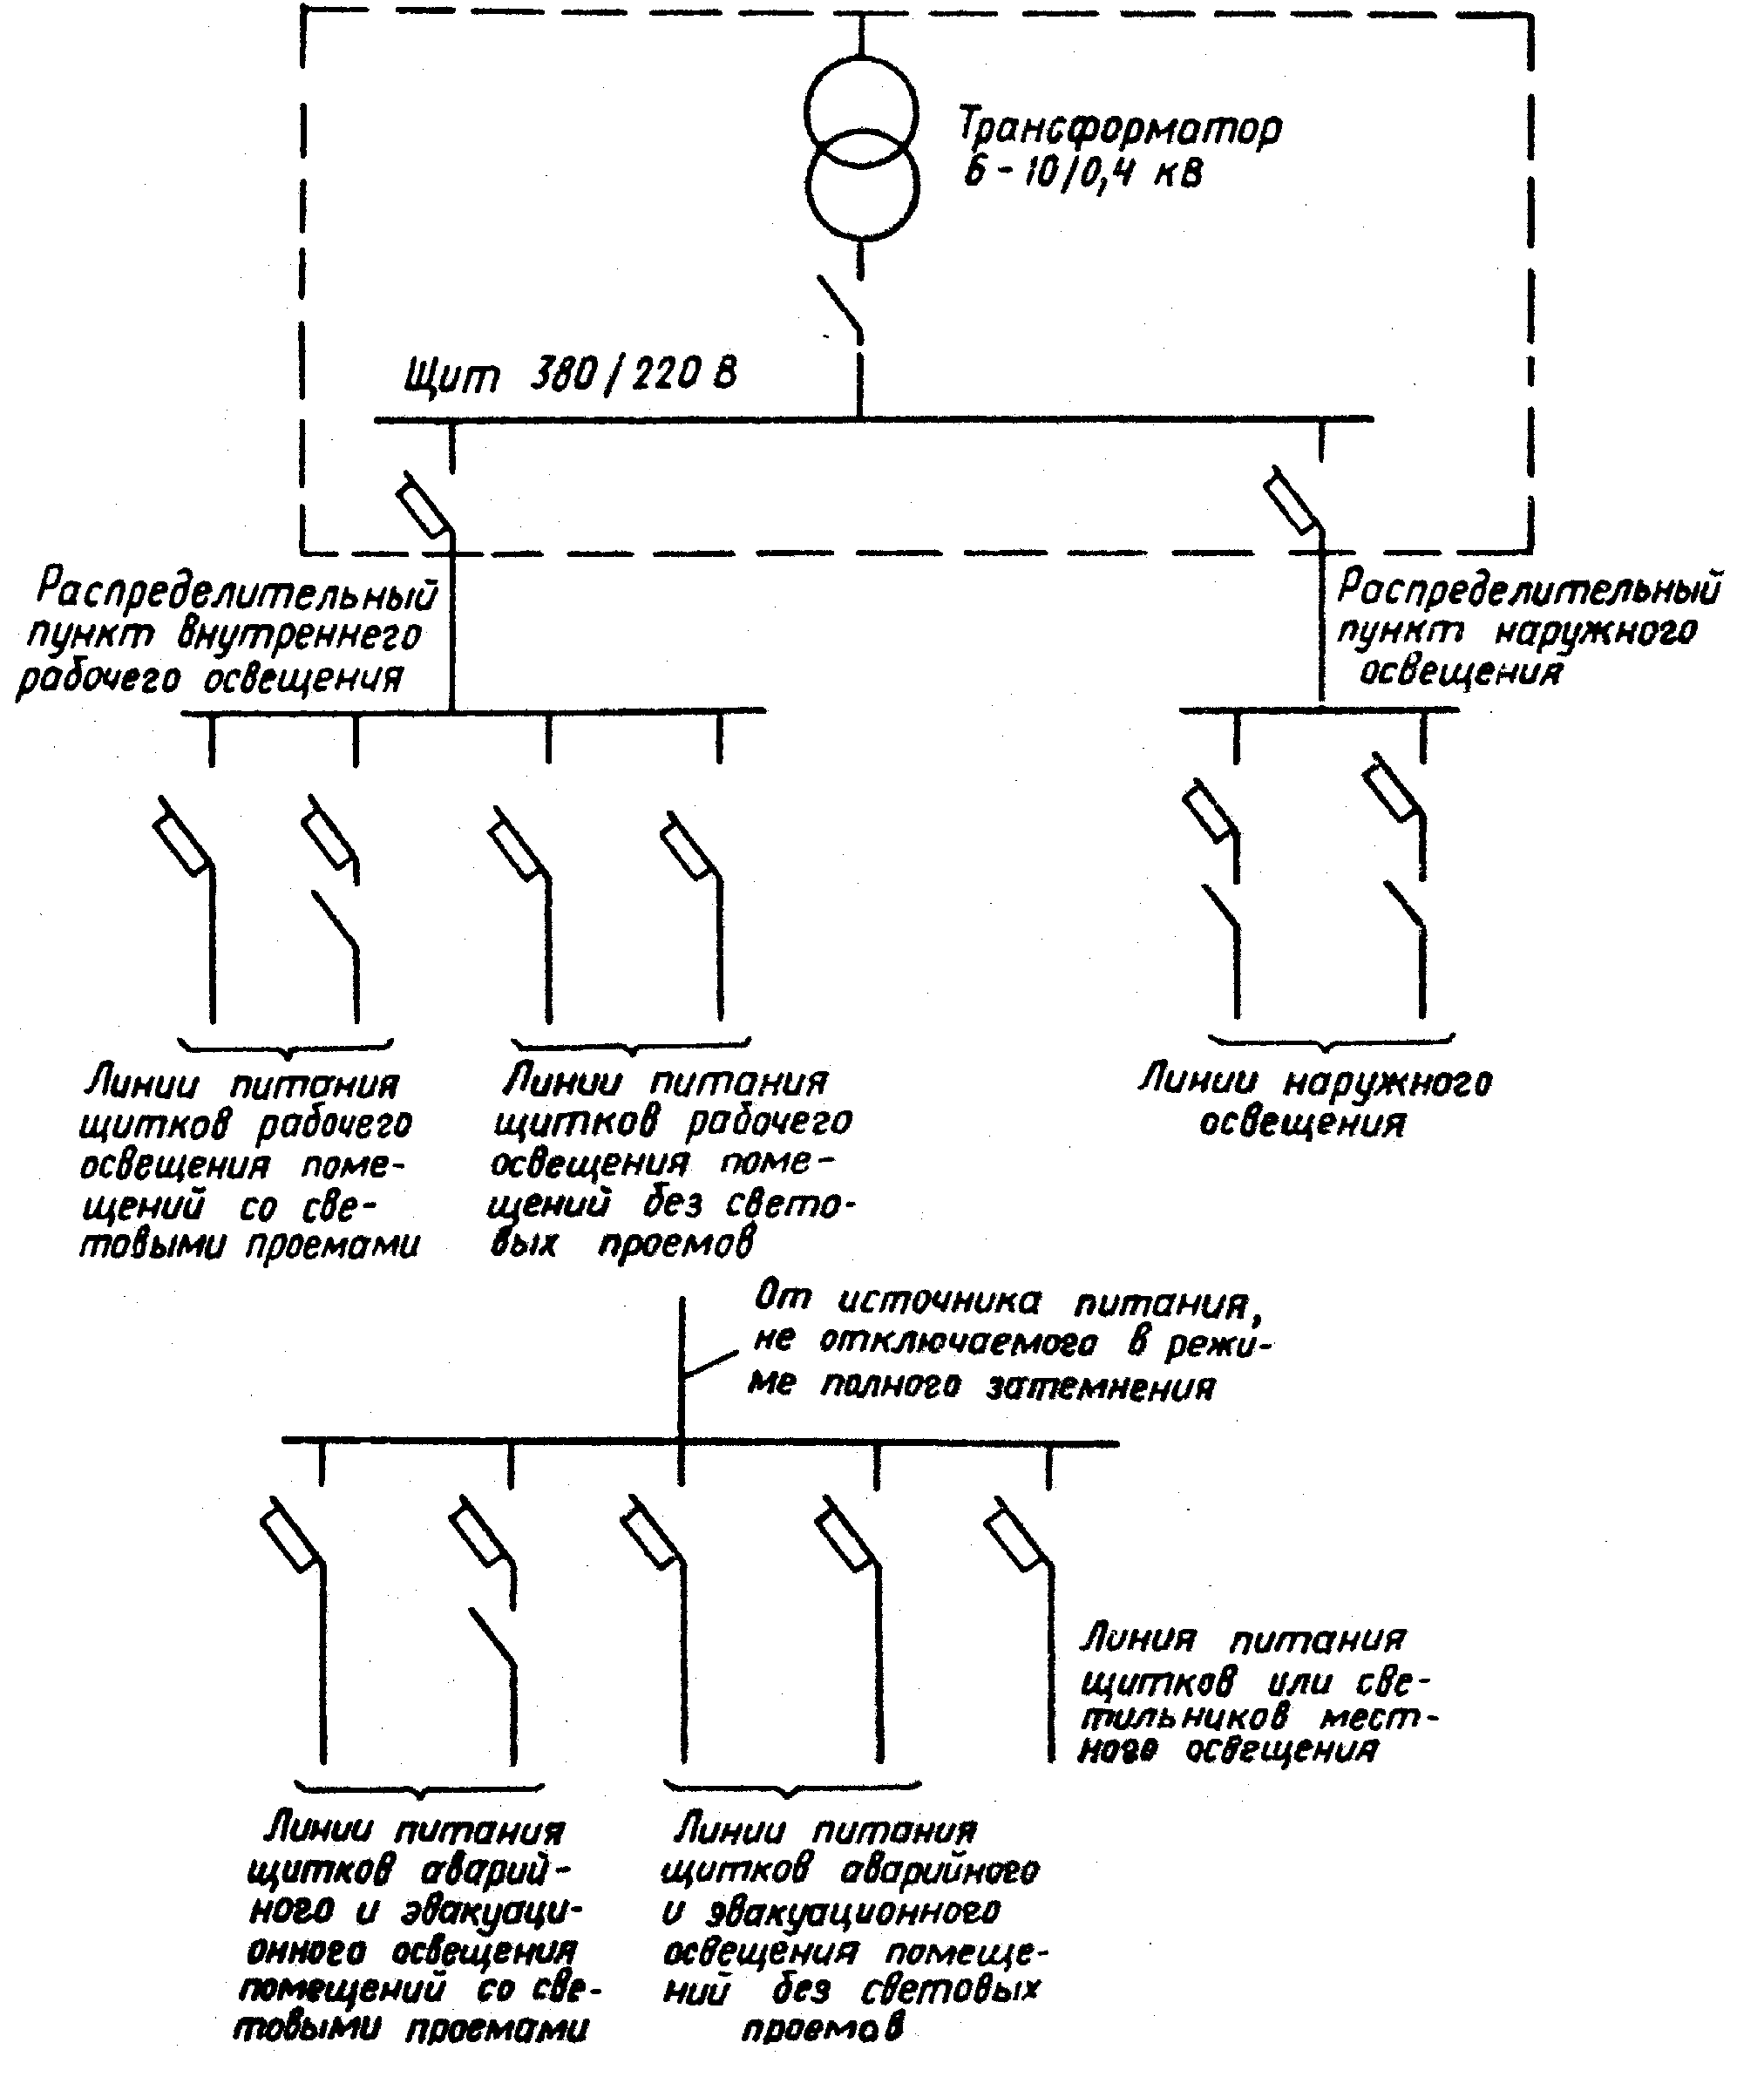 Трансформатор
6-10/0,4 кВ
Щит 380/220 В
Распределительный
пункт внутреннего
рабочего освещения
Распределительный
пункт наружного
освещения
Линии питания
щитков рабочего
освещения поме-
щений со све-
товыми проемами
Линии питания
щитков рабочего
освещения поме-
щений без свето-
вых проемов
Линии наружного
освещения
От источника питания,
не отключаемого в режи-
ме полного затемнения
Линия питания
щитков или све-
тильников мест-
ного освещения
Линии питания
щитков аварий-
ного и эвакуаци-
онного освещения
помещений со све-
товыми проемами
Линии питания
щитков аварийного
и эвакуационного
освещения помеще-
ний без световых
проемов